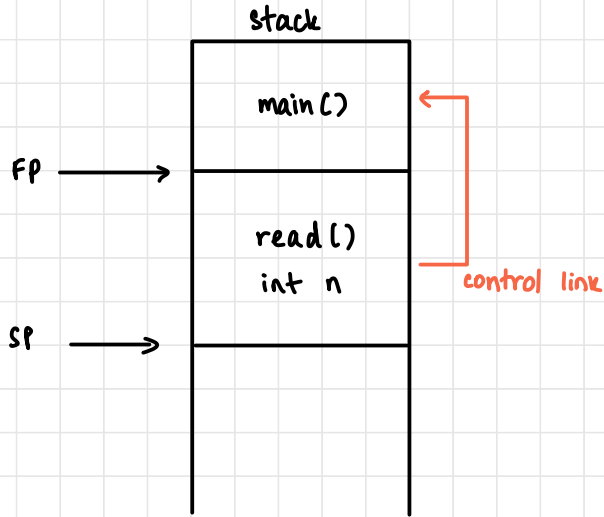 stack
main()
FP
read()
int n
control link
SP